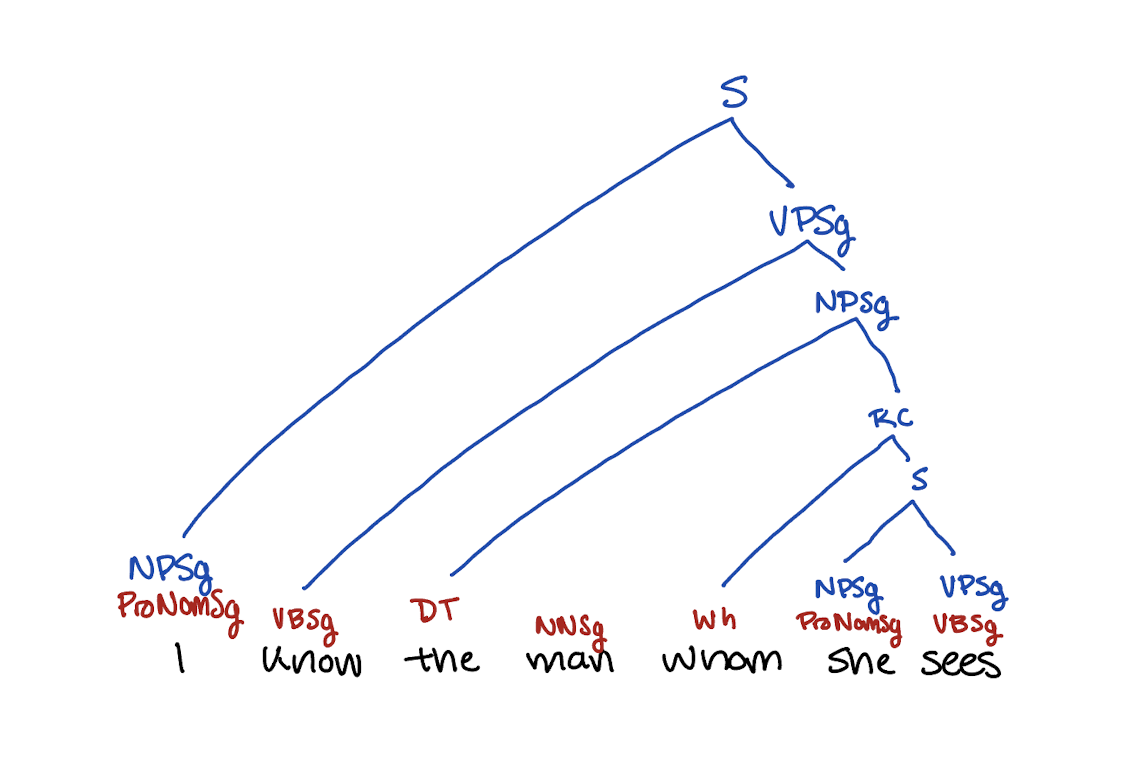 S
VPSg
NPSg
RC
S
NPSg NPSg VPSg
ProNomSg VBSg DT NNSg Wh ProNomSg VBSg
I know the man whom she sees